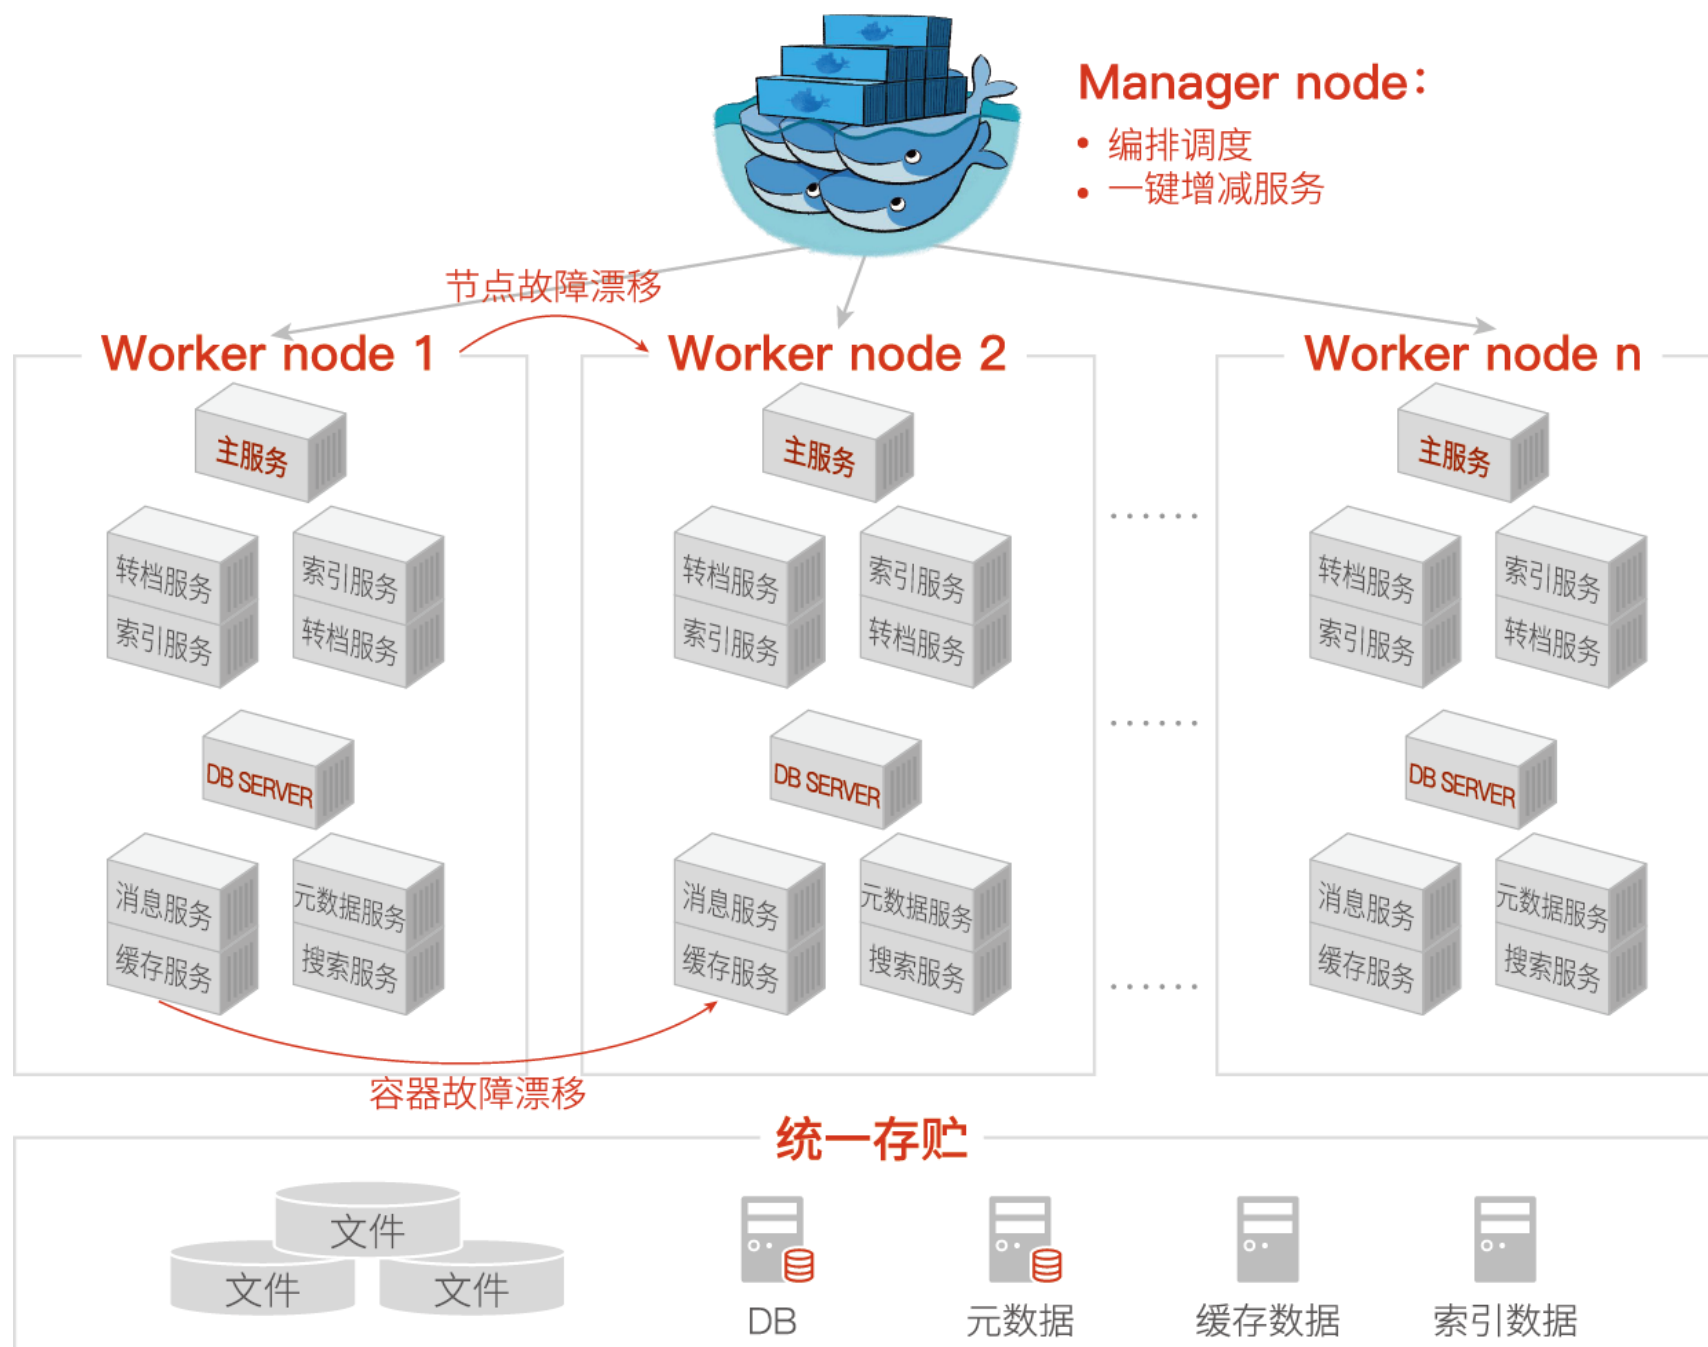 Manager node：
• 编排调度
• 一键增减服务
节点故障漂移
Worker node 1
Worker node 2
Worker node n
主服务
主服务
主服务
转档服务
索引服务
索引服务
转档服务
转档服务
索引服务
索引服务
转档服务
转档服务
索引服务
索引服务
转档服务
......
......
DB SERVER
DB SERVER
DB SERVER
消息服务
元数据服务
缓存服务
搜索服务
消息服务
元数据服务
缓存服务
搜索服务
消息服务
元数据服务
缓存服务
搜索服务
......
容器故障漂移
统一存贮
文件
文件
文件
DB
元数据
缓存数据
索引数据